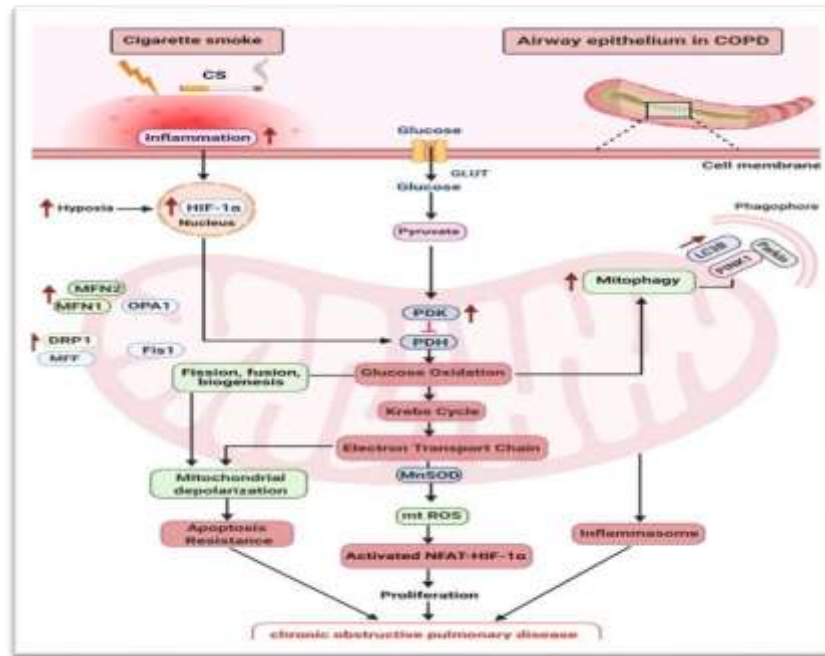 Cigarette smoke
Airway epithelium in COPD
CS
Inflammation
Glucose
Cell membrane
GLUT
Glucose
Hypoxia
HIF-1α
Nucleus
Phagophore
Pyruvate
LC3B
Parkin
PINK1
Mitophagy
MFN2
MFN1
OPA1
PDK
DRP1
MFF
Fis1
PDH
Fission, fusion,
biogenesis
Glucose Oxidation
Krebs Cycle
Electron Transport Chain
MnSOD
Mitochondrial
depolarization
mt ROS
Apoptosis
Resistance
Inflammasome
Activated NFAT-HIF-1α
Proliferation
chronic obstructive pulmonary disease